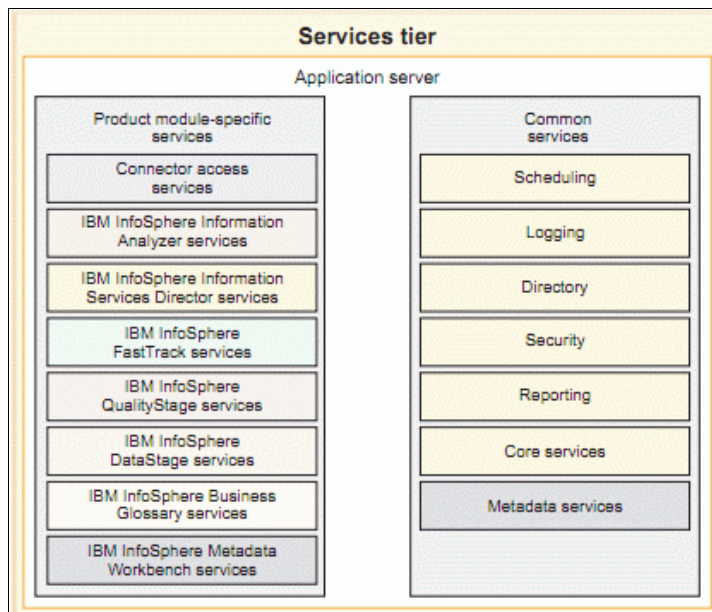 Services tier
Application server
Product module-specific
services
Connector access
services
IBM InfoSphere Information
Analyzer services
IBM InfoSphere Information
Services Director services
IBM InfoSphere
FastTrack services
IBM InfoSphere
QualityStage services
IBM InfoSphere
DataStage services
IBM InfoSphere Business
Glossary services
IBM InfoSphere Metadata
Workbench services
Common
services
Scheduling
Logging
Directory
Security
Reporting
Core services
Metadata services